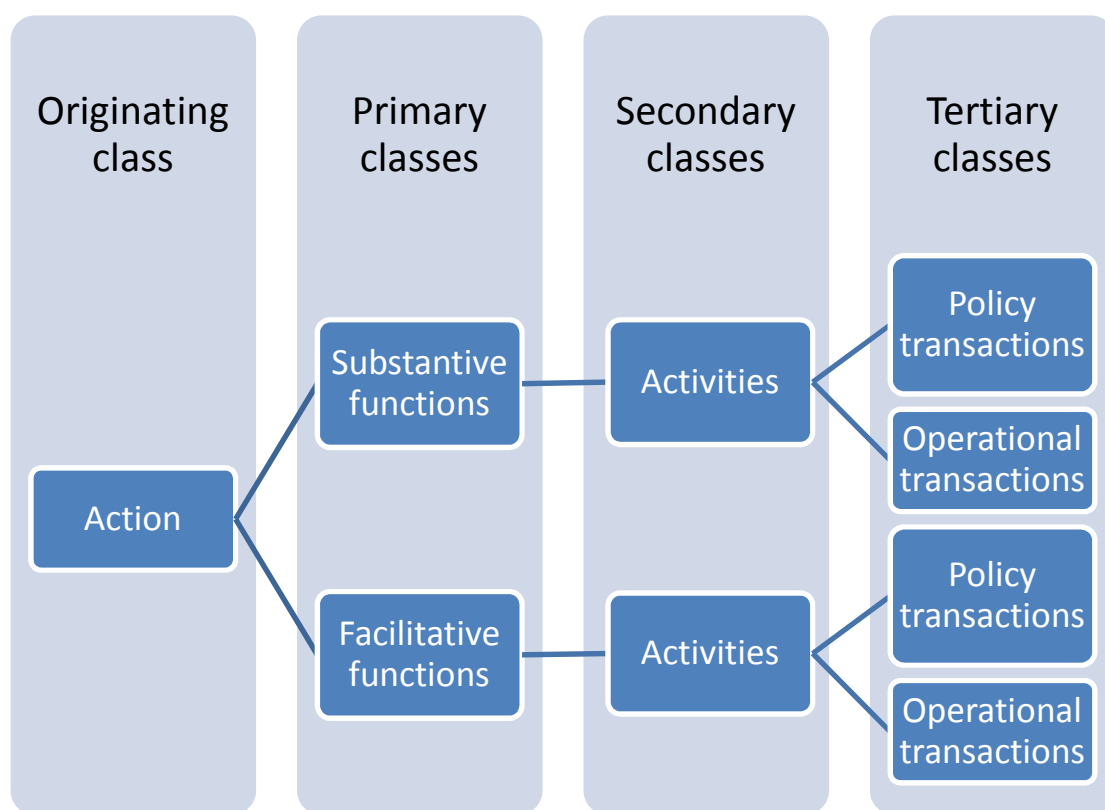 Originating
class
Primary
classes
Secondary
classes
Tertiary
classes
Action
Substantive
functions
Facilitative
functions
Activities
Activities
Policy
transactions
Operational
transactions
Policy
transactions
Operational
transactions